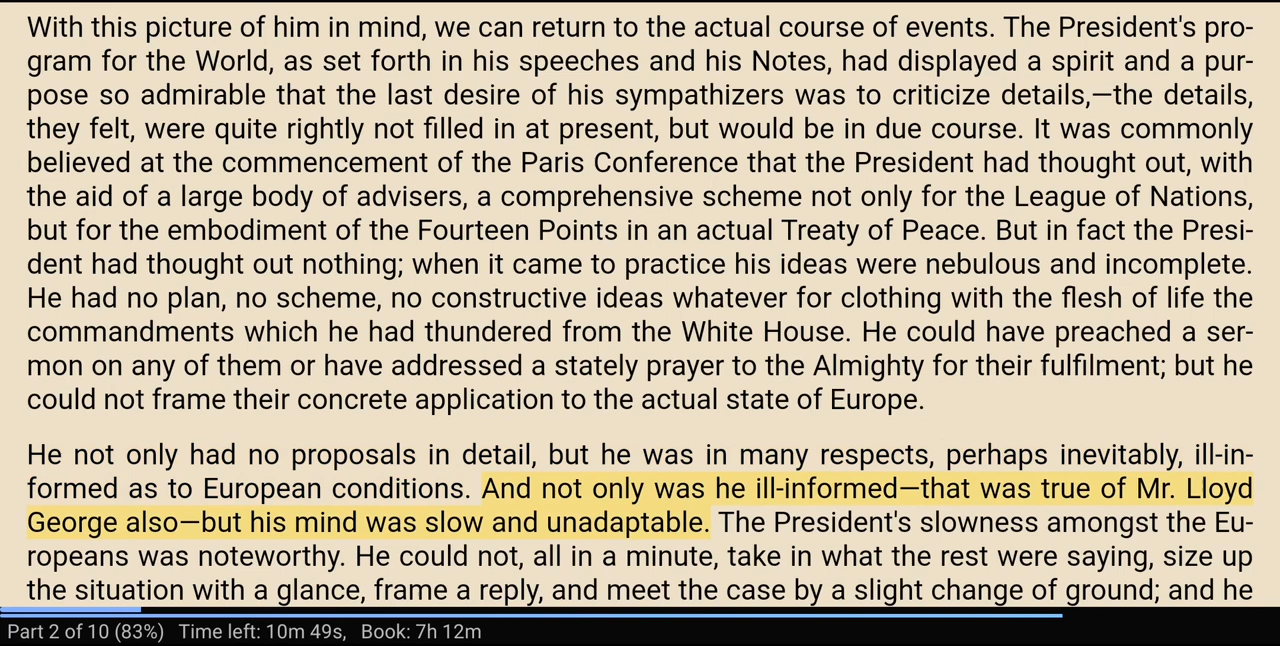 With this picture of him in mind, we can return to the actual course of events. The President's pro-
gram for the World, as set forth in his speeches and his Notes, had displayed a spirit and a pur-
pose so admirable that the last desire of his sympathizers was to criticize details,—the details,
they felt, were quite rightly not filled in at present, but would be in due course. It was commonly
believed at the commencement of the Paris Conference that the President had thought out, with
the aid of a large body of advisers, a comprehensive scheme not only for the League of Nations,
but for the embodiment of the Fourteen Points in an actual Treaty of Peace. But in fact the Presi-
dent had thought out nothing; when it came to practice his ideas were nebulous and incomplete.
He had no plan, no scheme, no constructive ideas whatever for clothing with the flesh of life the
commandments which he had thundered from the White House. He could have preached a ser-
mon on any of them or have addressed a stately prayer to the Almighty for their fulfilment; but he
could not frame their concrete application to the actual state of Europe.
He not only had no proposals in detail, but he was in many respects, perhaps inevitably, ill-in-
formed as to European conditions. And not only was he ill-informed—that was true of Mr. Lloyd
George also—but his mind was slow and unadaptable. The President's slowness amongst the Eu-
ropeans was noteworthy. He could not, all in a minute, take in what the rest were saying, size up
the situation with a glance, frame a reply, and meet the case by a slight change of ground; and he
Part 2 of 10 (83%) Time left: 10m 49s, Book: 7h 12m